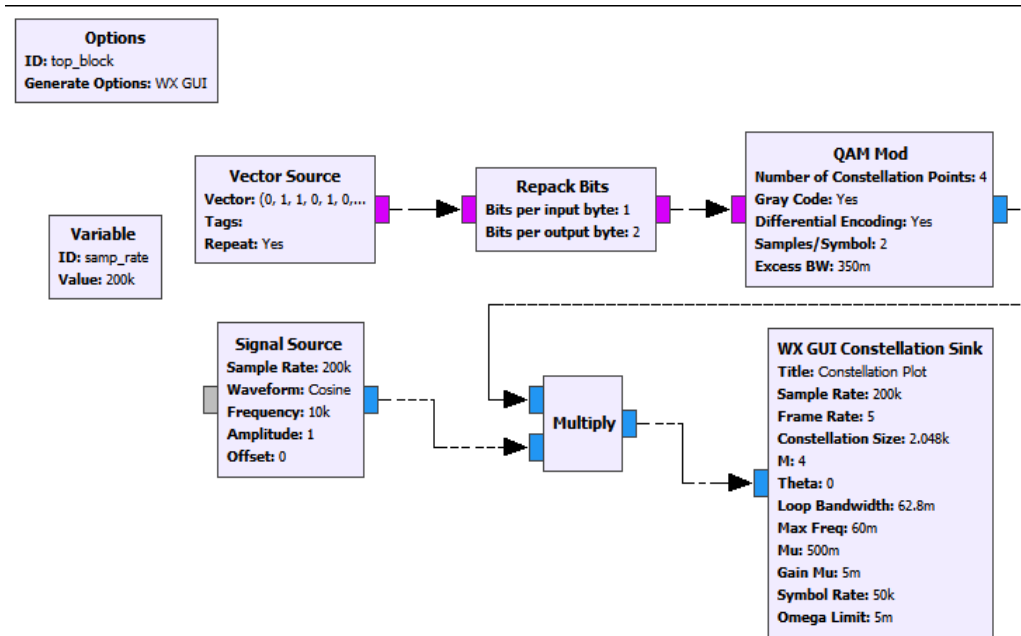 Options
ID: top_block
Generate Options: WX GUI
Variable
ID: samp_rate
Value: 200k
Vector Source
Vector: (0, 1, 1, 0, 1, 0,...
Tags:
Repeat: Yes
Repack Bits
Bits per input byte: 1
Bits per output byte: 2
QAM Mod
Number of Constellation Points: 4
Gray Code: Yes
Differential Encoding: Yes
Samples/Symbol: 2
Excess BW: 350m
Signal Source
Sample Rate: 200k
Waveform: Cosine
Frequency: 10k
Amplitude: 1
Offset: 0
Multiply
WX GUI Constellation Sink
Title: Constellation Plot
Sample Rate: 200k
Frame Rate: 5
Constellation Size: 2.048k
M: 4
Theta: 0
Loop Bandwidth: 62.8m
Max Freq: 60m
Mu: 500m
Gain Mu: 5m
Symbol Rate: 50k
Omega Limit: 5m